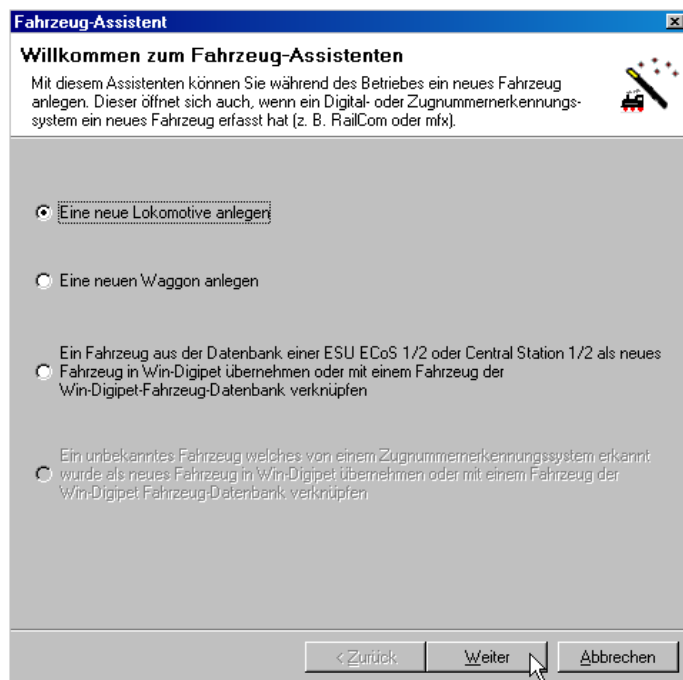 Fahrzeug-Assistent
Willkommen zum Fahrzeug-Assistenten
Mit diesem Assistenten können Sie während des Betriebes ein neues Fahrzeug
anlegen. Dieser öffnet sich auch, wenn ein Digital- oder Zugnummernerkennungs-
system ein neues Fahrzeug erfasst hat (z. B. RailCom oder mfx).
Eine neue Lokomotive anlegen
Eine neuen Waggon anlegen
Ein Fahrzeug aus der Datenbank einer ESU ECoS 1/2 oder Central Station 1/2 als neues
Fahrzeug in Win-Digipet übernehmen oder mit einem Fahrzeug der
Win-Digipet-Fahrzeug-Datenbank verknüpfen
Ein unbekanntes Fahrzeug welches von einem Zugnummernerkennungssystem erkannt
wurde als neues Fahrzeug in Win-Digipet übernehmen oder mit einem Fahrzeug der
Win-Digipet Fahrzeug-Datenbank verknüpfen
< Zurück Weiter Abbrechen